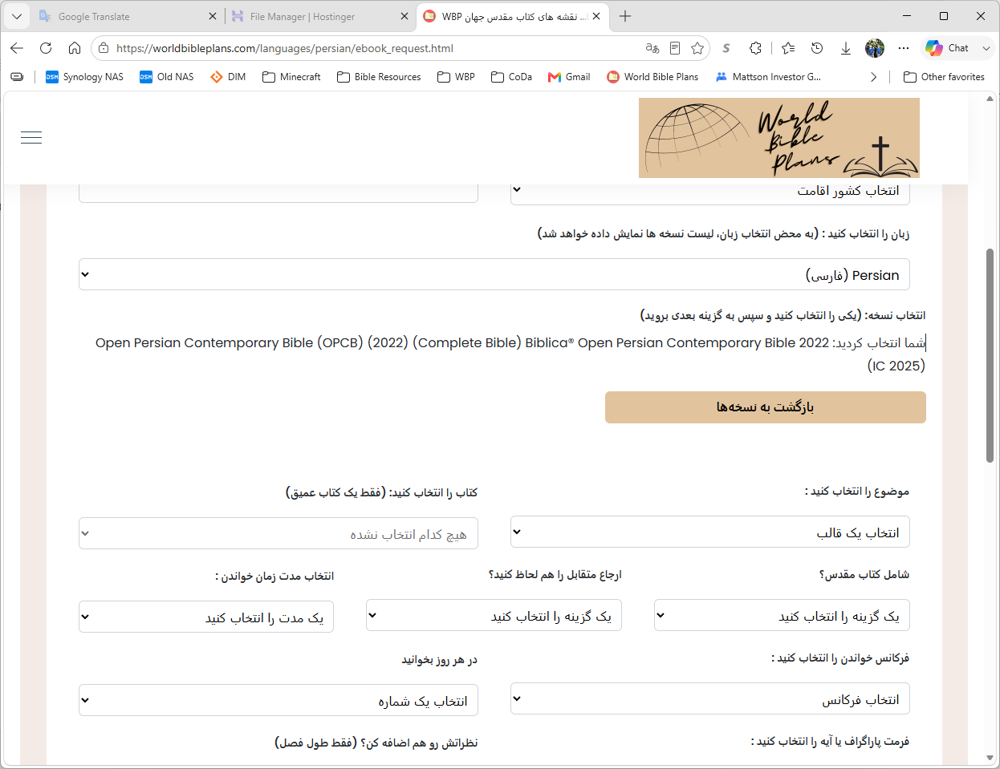 Google Translate
File Manager | Hostinger
WBP نقشه های کتاب مقدس جهان ...
https://worldbibleplans.com/languages/persian/ebook_request.html
Chat
Synology NAS
Old NAS
DIM
Minecraft
Bible Resources
WBP
CoDa
Gmail
World Bible Plans
Mattson Investor G...
Other favorites
World
Bible
Plans
انتخاب کشور اقامت
زبان را انتخاب کنید : (به محض انتخاب زبان، لیست نسخه ها نمایش داده خواهد شد)
Persian (فارسی)
انتخاب نسخه: (یکی را انتخاب کنید و سپس به گزینه بعدی بروید)
شما انتخاب کردید: Open Persian Contemporary Bible (OPCB) (2022) (Complete Bible) Biblica® Open Persian Contemporary Bible 2022
(IC 2025)
بازگشت به نسخه‌ها
موضوع را انتخاب کنید :
کتاب را انتخاب کنید: (فقط یک کتاب عمیق)
انتخاب یک قالب
هیچ کدام انتخاب نشده
شامل کتاب مقدس؟
ارجاع متقابل را هم لحاظ کنید؟
انتخاب مدت زمان خواندن :
یک گزینه را انتخاب کنید
یک گزینه را انتخاب کنید
یک مدت را انتخاب کنید
فرکانس خواندن را انتخاب کنید :
در هر روز بخوانید
انتخاب فرکانس
انتخاب یک شماره
فرمت پاراگراف یا آیه را انتخاب کنید :
نظراتش رو هم اضافه کن؟ (فقط طول فصل)